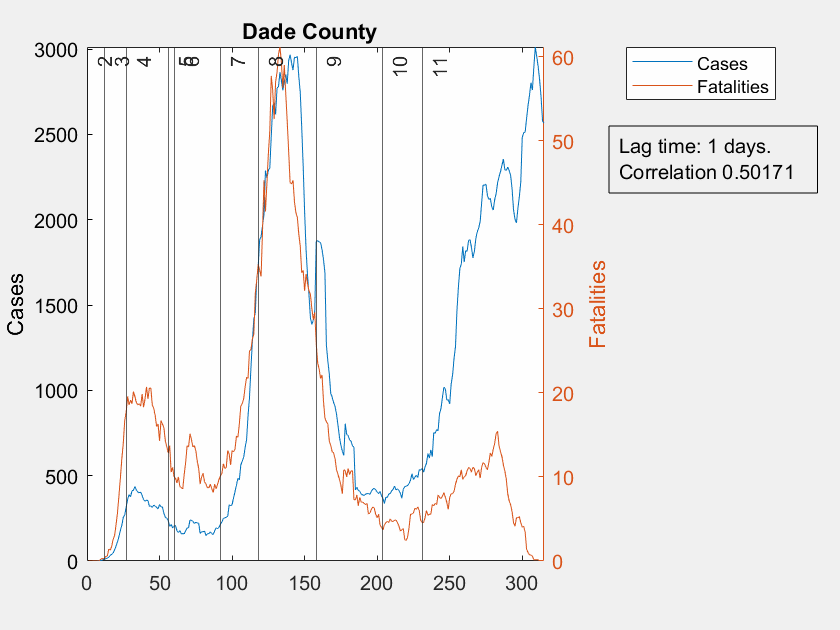 Dade County
Cases
3000
2500
2000
1500
1000
500
0
2 3 4 5 6 7 8 9 10 11
60
50
40
30
20
10
0
Fatalities
0 50 100 150 200 250 300
Cases
Fatalities
Lag time: 1 days.
Correlation 0.50171